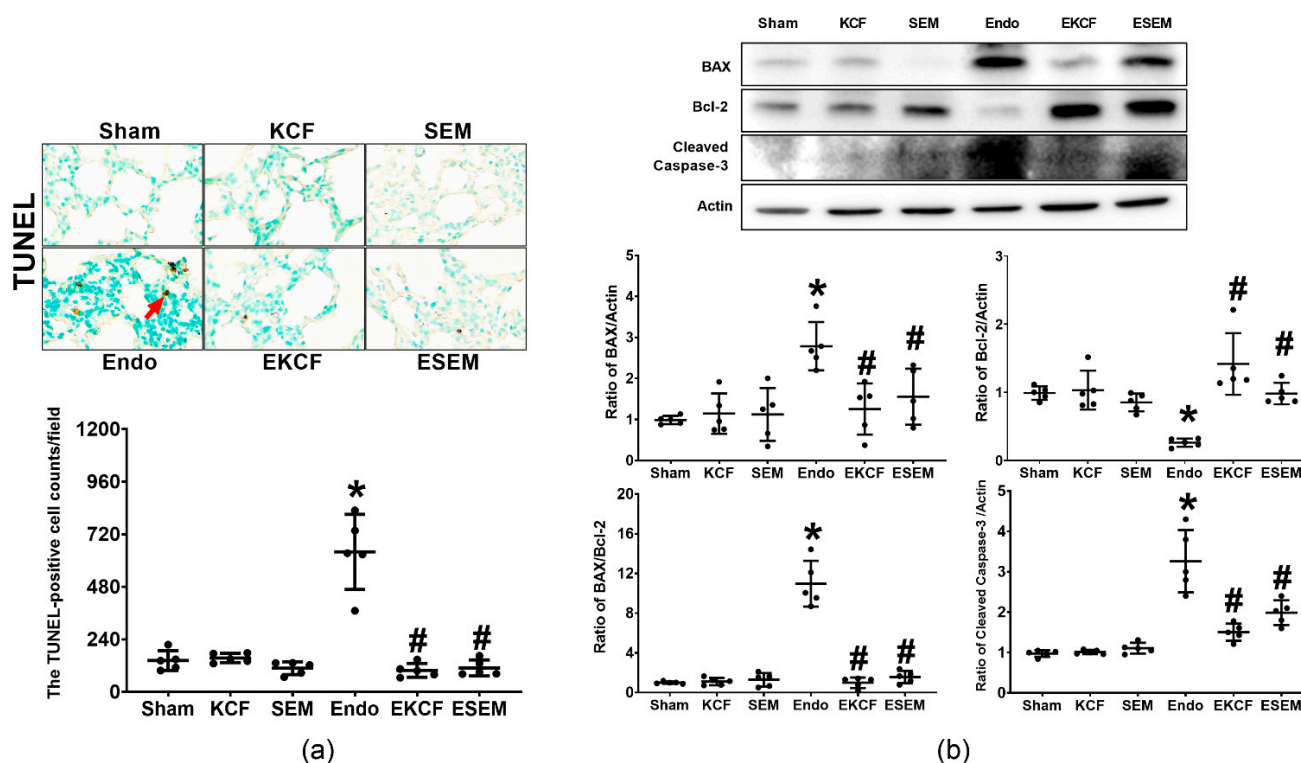 Sham KCF SEM
TUNEL
Endo EKCF ESEM
The TUNEL-positive cell counts/field
1200
960
720
480
240
0
*
# #
Sham KCF SEM Endo EKCF ESEM
(a)
Sham KCF SEM Endo EKCF ESEM
BAX
Bcl-2
Cleaved
Caspase-3
Actin
Ratio of BAX/Actin
5
4
3
2
1
0
*
# #
Sham KCF SEM Endo EKCF ESEM
Ratio of Bcl-2/Actin
3
2
1
0
*
# #
Sham KCF SEM Endo EKCF ESEM
Ratio of BAX/Bcl-2
20
16
12
8
4
0
*
# #
Sham KCF SEM Endo EKCF ESEM
Ratio of Cleaved Caspase-3 /Actin
5
4
3
2
1
0
*
# #
Sham KCF SEM Endo EKCF ESEM
(b)